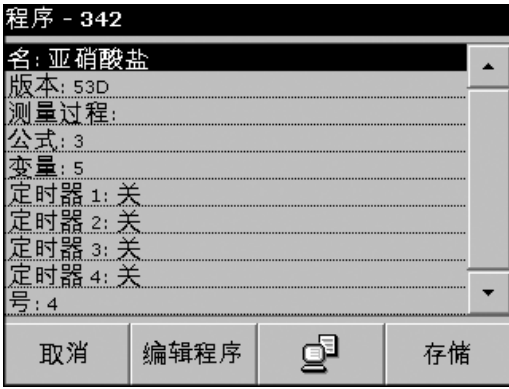 程序 - 342
名: 亚硝酸盐
版本: 53D
测量过程:
公式: 3
变量: 5
定时器 1: 关
定时器 2: 关
定时器 3: 关
定时器 4: 关
号: 4
取消
编辑程序
存储